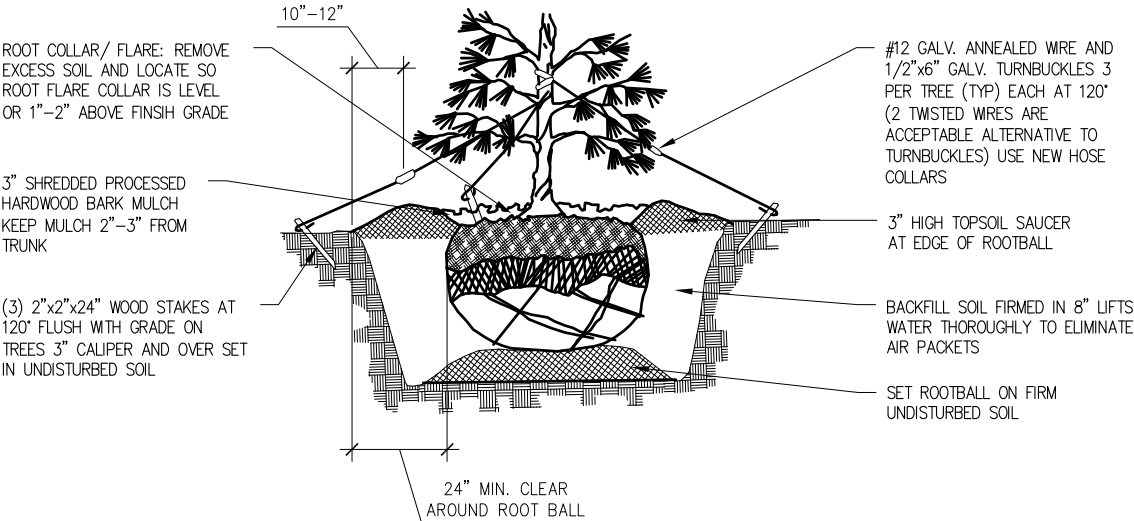 10"-12"
ROOT COLLAR/ FLARE: REMOVE
EXCESS SOIL AND LOCATE SO
ROOT FLARE COLLAR IS LEVEL
OR 1"-2" ABOVE FINSIH GRADE
3" SHREDDED PROCESSED
HARDWOOD BARK MULCH
KEEP MULCH 2"-3" FROM
TRUNK
(3) 2"x2"x24" WOOD STAKES AT
120° FLUSH WITH GRADE ON
TREES 3" CALIPER AND OVER SET
IN UNDISTURBED SOIL
#12 GALV. ANNEALED WIRE AND
1/2"x6" GALV. TURNBUCKLES 3
PER TREE (TYP) EACH AT 120°
(2 TWISTED WIRES ARE
ACCEPTABLE ALTERNATIVE TO
TURNBUCKLES) USE NEW HOSE
COLLARS
3" HIGH TOPSOIL SAUCER
AT EDGE OF ROOTBALL
BACKFILL SOIL FIRMED IN 8" LIFTS
WATER THOROUGHLY TO ELIMINATE
AIR PACKETS
SET ROOTBALL ON FIRM
UNDISTURBED SOIL
24" MIN. CLEAR
AROUND ROOT BALL